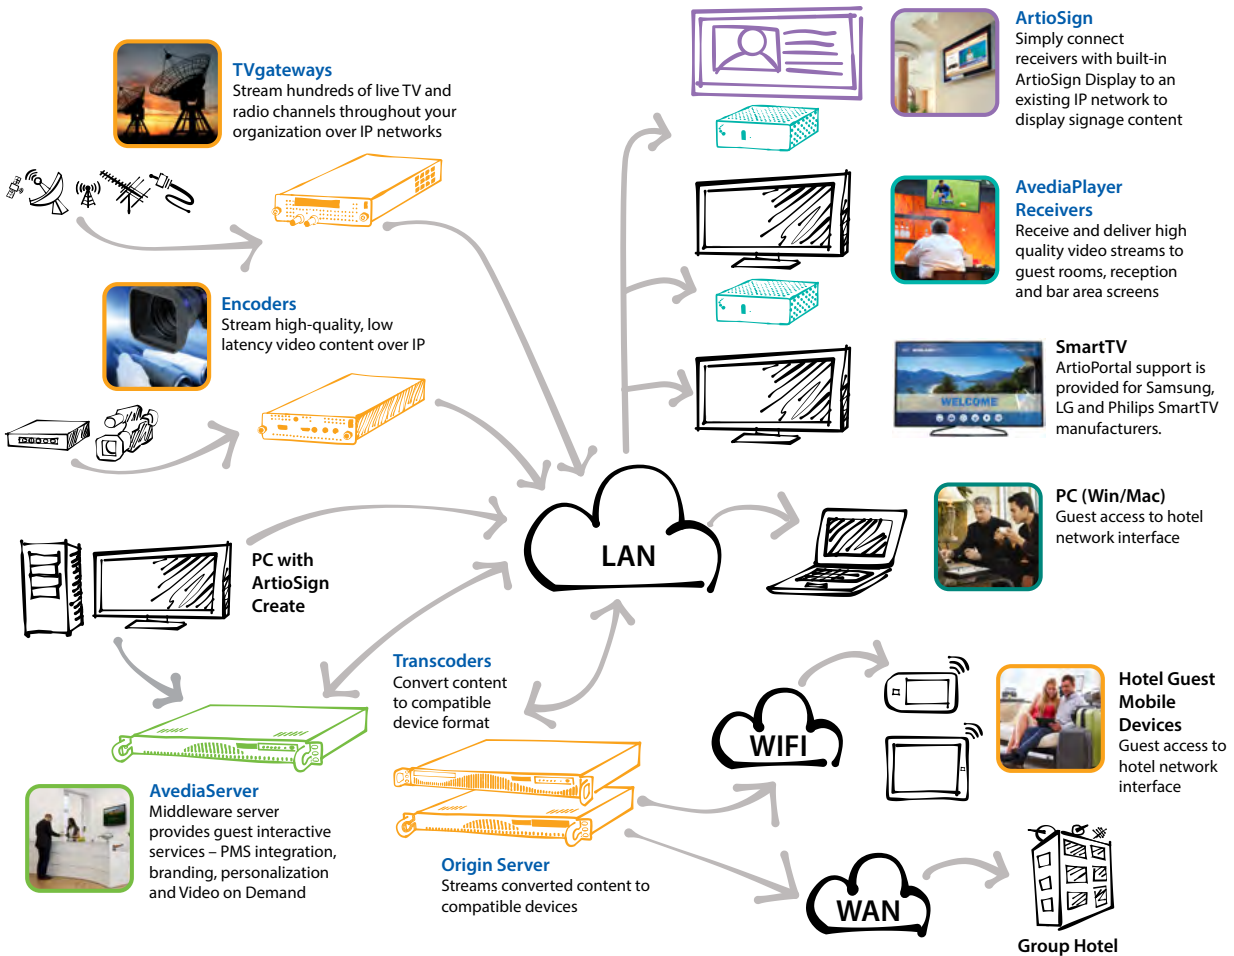 TVgateways
Stream hundreds of live TV and
radio channels throughout your
organization over IP networks
Encoders
Stream high-quality, low
latency video content over IP
PC with
ArtioSign
Create
AvediaServer
Middleware server
provides guest interactive
services – PMS integration,
branding, personalization
and Video on Demand
Transcoders
Convert content
to compatible
device format
Origin Server
Streams converted content to
compatible devices
LAN
WIFI
WAN
ArtioSign
Simply connect
receivers with built-in
ArtioSign Display to an
existing IP network to
display signage content
AvediaPlayer
Receivers
Receive and deliver high
quality video streams to
guest rooms, reception
and bar area screens
WELCOME
SmartTV
ArtioPortal support is
provided for Samsung,
LG and Philips SmartTV
manufacturers.
PC (Win/Mac)
Guest access to hotel
network interface
Hotel Guest
Mobile
Devices
Guest access to
hotel network
interface
Group Hotel